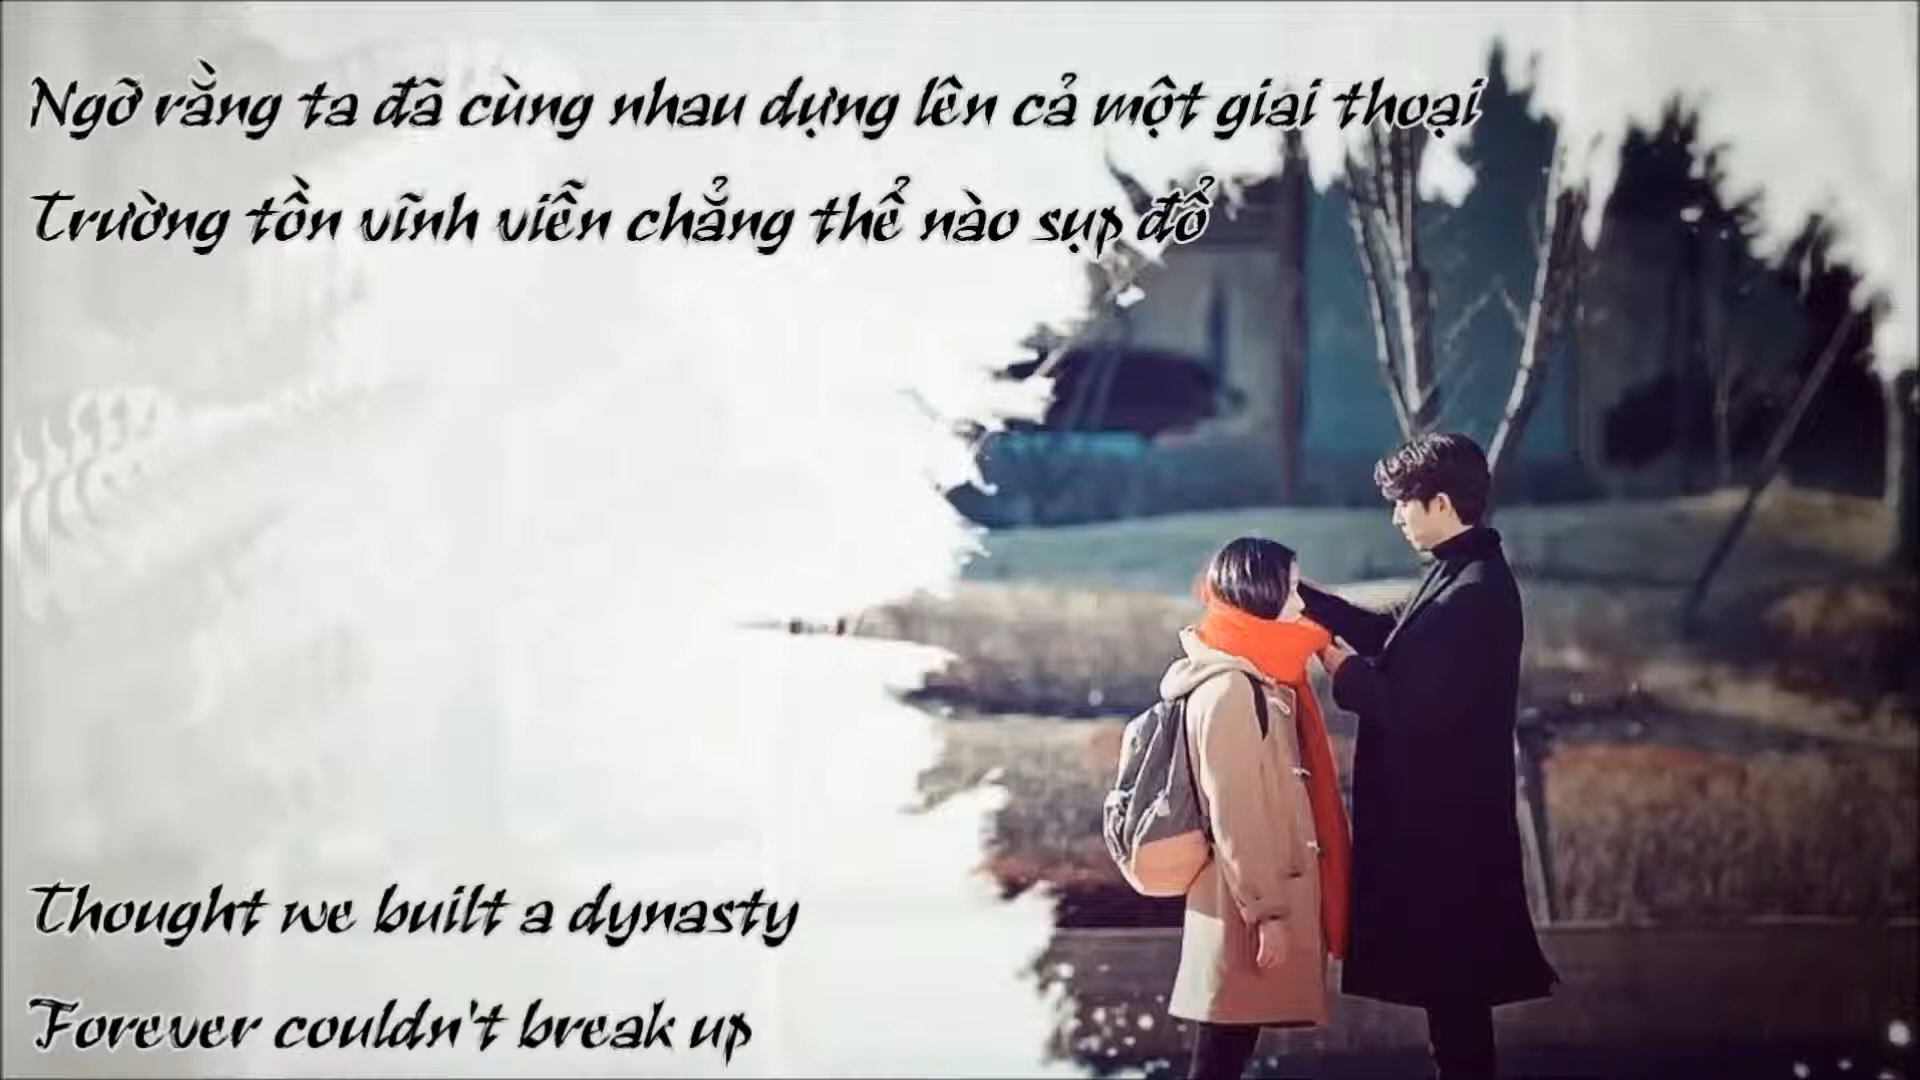 Ngỡ rằng ta đã cùng nhau dựng lên cả một giai thoại
Trường tồn vĩnh viễn chẳng thể nào sụp đổ
Thought we built a dynasty
Forever couldn't break up